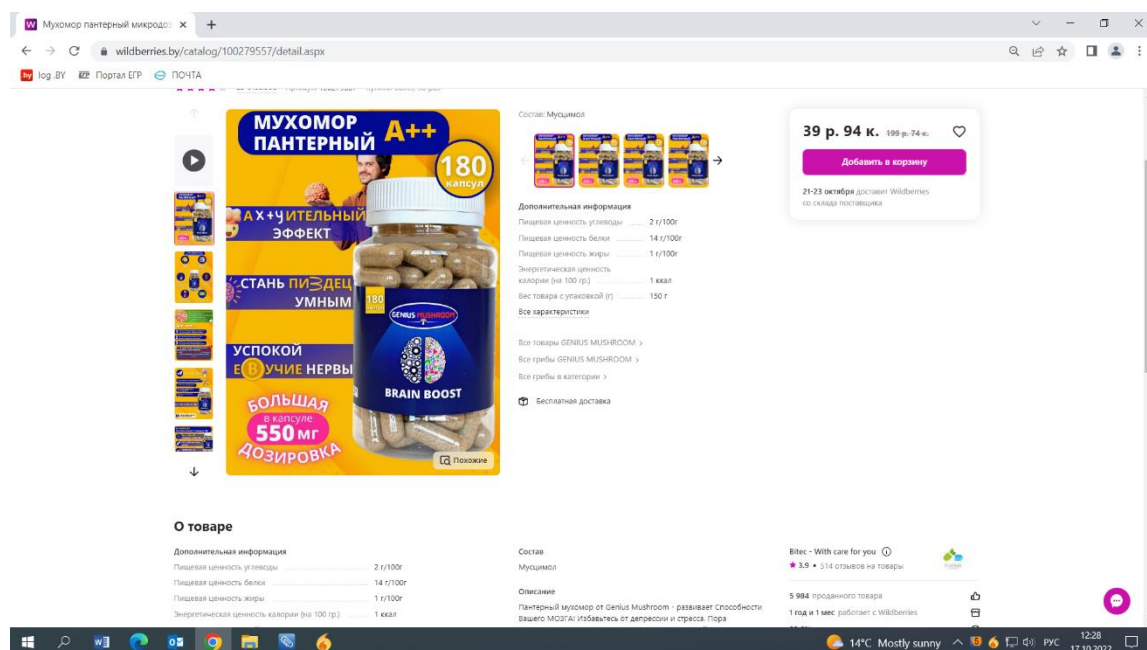 Мухомор пантерный микродоз
wildberries.by/catalog/100279557/detail.aspx
by log .BY ЕГР Портал ЕГР ПОЧТА
МУХОМОР
ПАНТЕРНЫЙ
A++
180
капсул
А Х +Ч ИТЕЛЬНЫЙ
ЭФФЕКТ
СТАНЬ ПИЗДЕЦ
УМНЫМ
УСПОКОЙ
Е В УЧИЕ НЕРВЫ
БОЛЬШАЯ
в капсуле
550 мг
ДОЗИРОВКА
180
GENIUS MUSHROOM
BRAIN BOOST
Похожие
Состав: Мусцимол
Дополнительная информация
Пищевая ценность углеводы 2 г/100г
Пищевая ценность белки 14 г/100г
Пищевая ценность жиры 1 г/100г
Энергетическая ценность
калории (на 100 гр.) 1 ккал
Вес товара с упаковкой (г) 150 г
Все характеристики
Все товары GENIUS MUSHROOM >
Все грибы GENIUS MUSHROOM >
Все грибы в категории >
Бесплатная доставка
39 р. 94 к. 199 р. 74 к.
Добавить в корзину
21-23 октября доставит Wildberries
со склада поставщика
О товаре
Дополнительная информация
Пищевая ценность углеводы 2 г/100г
Пищевая ценность белки 14 г/100г
Пищевая ценность жиры 1 г/100г
Энергетическая ценность калории (на 100 гр.) 1 ккал
Состав
Мусцимол
Описание
Пантерный мухомор от Genius Mushroom - развивает Способности
Вашего МОЗГА! Избавьтесь от депрессии и стресса. Пора
Bitec - With care for you
3.9 • 514 отзывов на товары
5 984 проданного товара
1 год и 1 мес работает с Wildberries
14°C Mostly sunny
РУС
12:28
17.10.2022